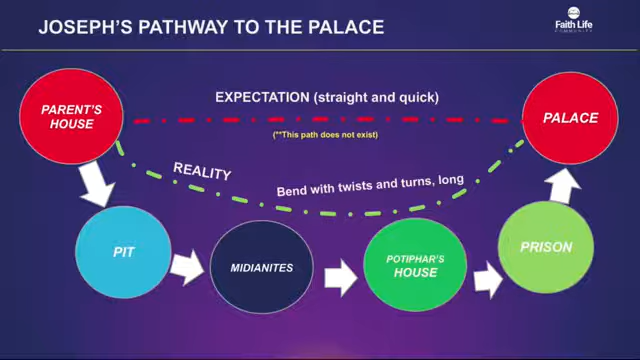 JOSEPH'S PATHWAY TO THE PALACE
Faith Life
COMMUNITY
PARENT'S
HOUSE
EXPECTATION (straight and quick)
(**This path does not exist)
PALACE
REALITY
Bend with twists and turns, long
PIT
MIDIANITES
POTIPHAR'S
HOUSE
PRISON